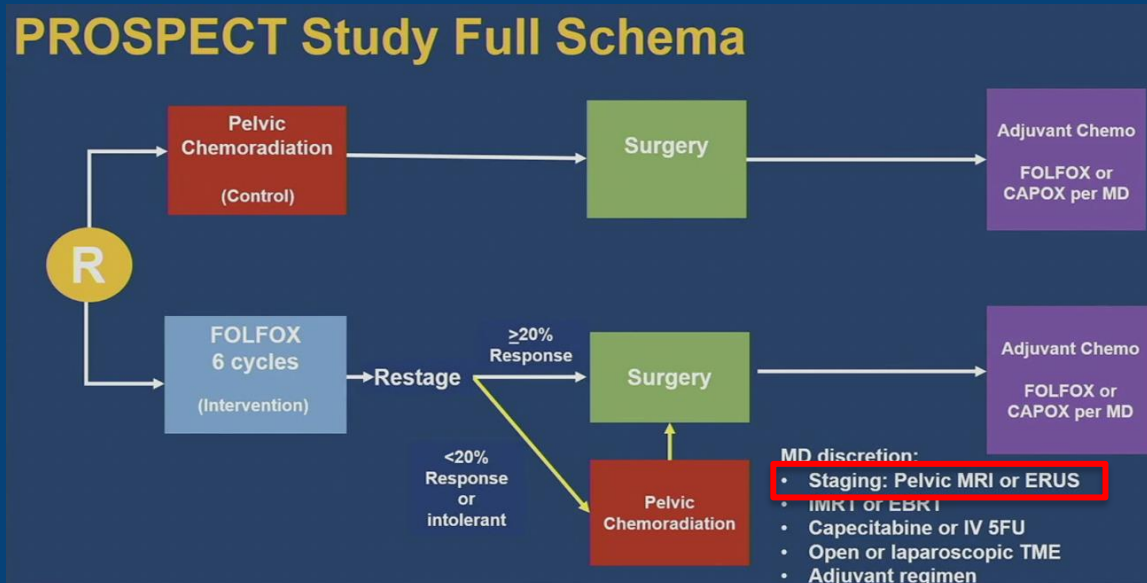 PROSPECT Study Full Schema
R
Pelvic
Chemoradiation
(Control)
Surgery
Adjuvant Chemo
FOLFOX or
CAPOX per MD
FOLFOX
6 cycles
(Intervention)
Restage
≥20%
Response
<20%
Response
or
intolerant
Surgery
Pelvic
Chemoradiation
Adjuvant Chemo
FOLFOX or
CAPOX per MD
MD discretion:
• Staging: Pelvic MRI or ERUS
• IMRT or EBRT
• Capecitabine or IV 5FU
• Open or laparoscopic TME
• Adjuvant regimen